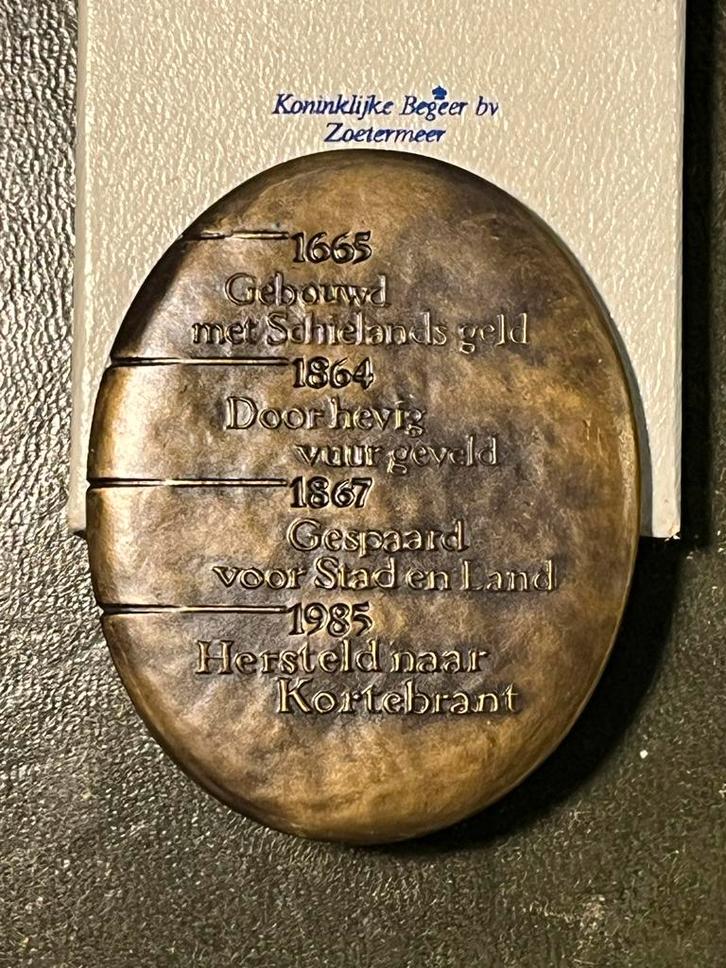 Koninklijke Begeer bv
Zoetermeer
1665
Gebouwd
met Schielands geld
1864
Door hevig
vuur geveld
1867
Gespaard
voor Stad en Land
1985
Hersteld naar
Kortebrant